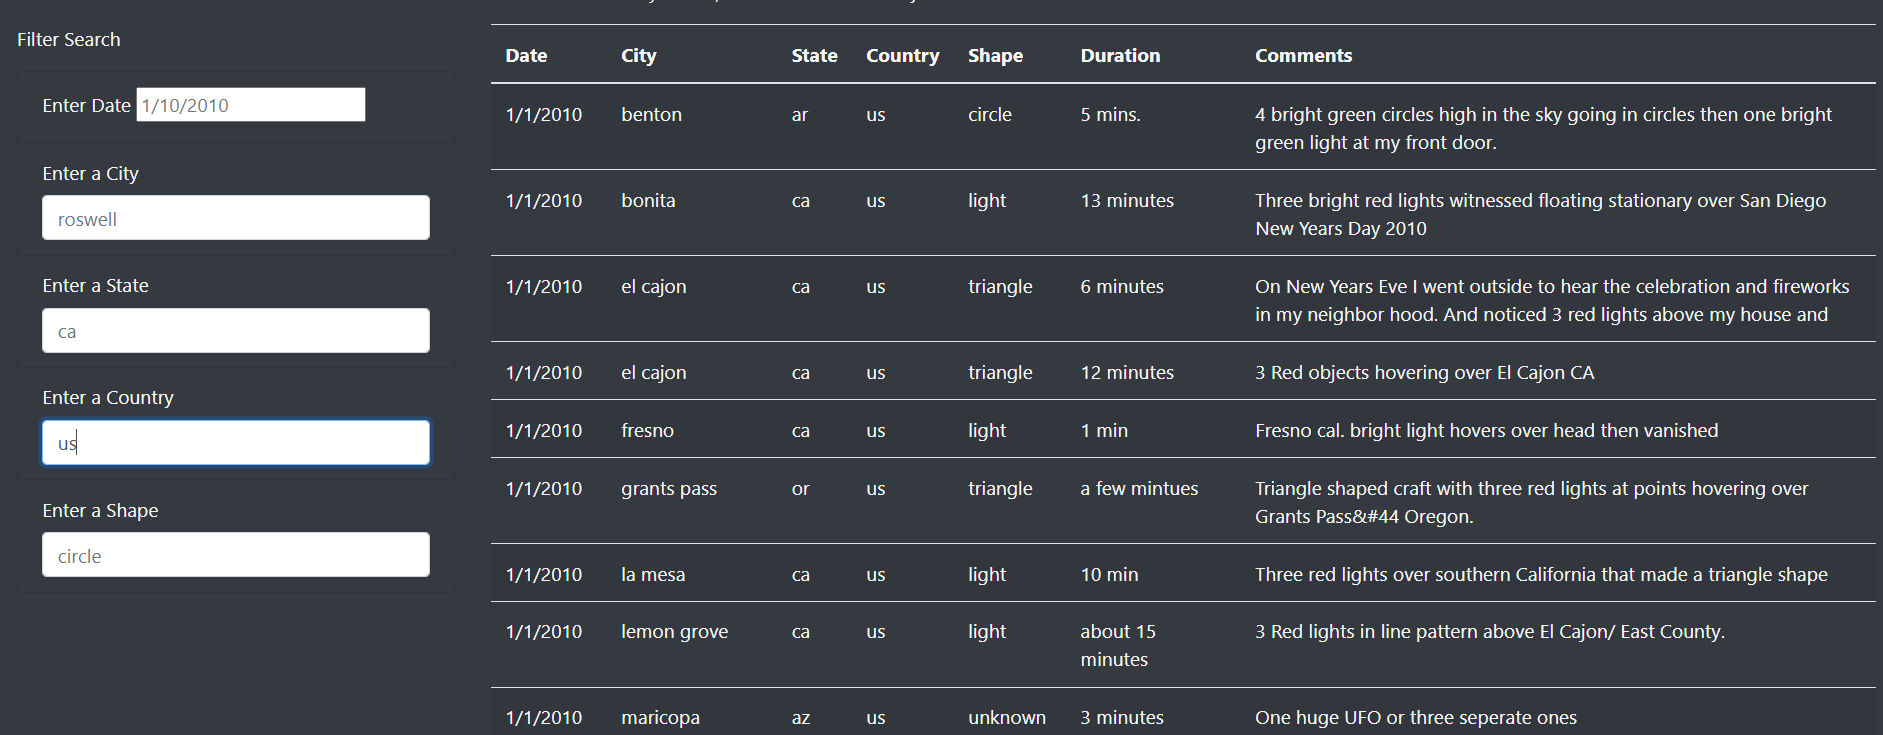 Filter Search
Enter Date 1/10/2010
Enter a City
roswell
Enter a State
ca
Enter a Country
us
Enter a Shape
circle
Date City State Country Shape Duration Comments
1/1/2010 benton ar us circle 5 mins. 4 bright green circles high in the sky going in circles then one bright
green light at my front door.
1/1/2010 bonita ca us light 13 minutes Three bright red lights witnessed floating stationary over San Diego
New Years Day 2010
1/1/2010 el cajon ca us triangle 6 minutes On New Years Eve I went outside to hear the celebration and fireworks
in my neighbor hood. And noticed 3 red lights above my house and
1/1/2010 el cajon ca us triangle 12 minutes 3 Red objects hovering over El Cajon CA
1/1/2010 fresno ca us light 1 min Fresno cal. bright light hovers over head then vanished
1/1/2010 grants pass or us triangle a few mintues Triangle shaped craft with three red lights at points hovering over
Grants Pass&#44 Oregon.
1/1/2010 la mesa ca us light 10 min Three red lights over southern California that made a triangle shape
1/1/2010 lemon grove ca us light about 15 3 Red lights in line pattern above El Cajon/ East County.
minutes
1/1/2010 maricopa az us unknown 3 minutes One huge UFO or three seperate ones